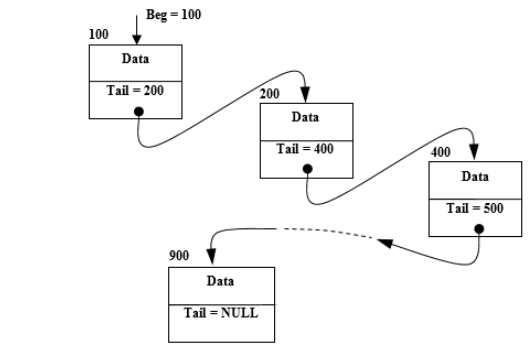 Beg = 100
100
Data
Tail = 200
200
Data
Tail = 400
400
Data
Tail = 500
900
Data
Tail = NULL